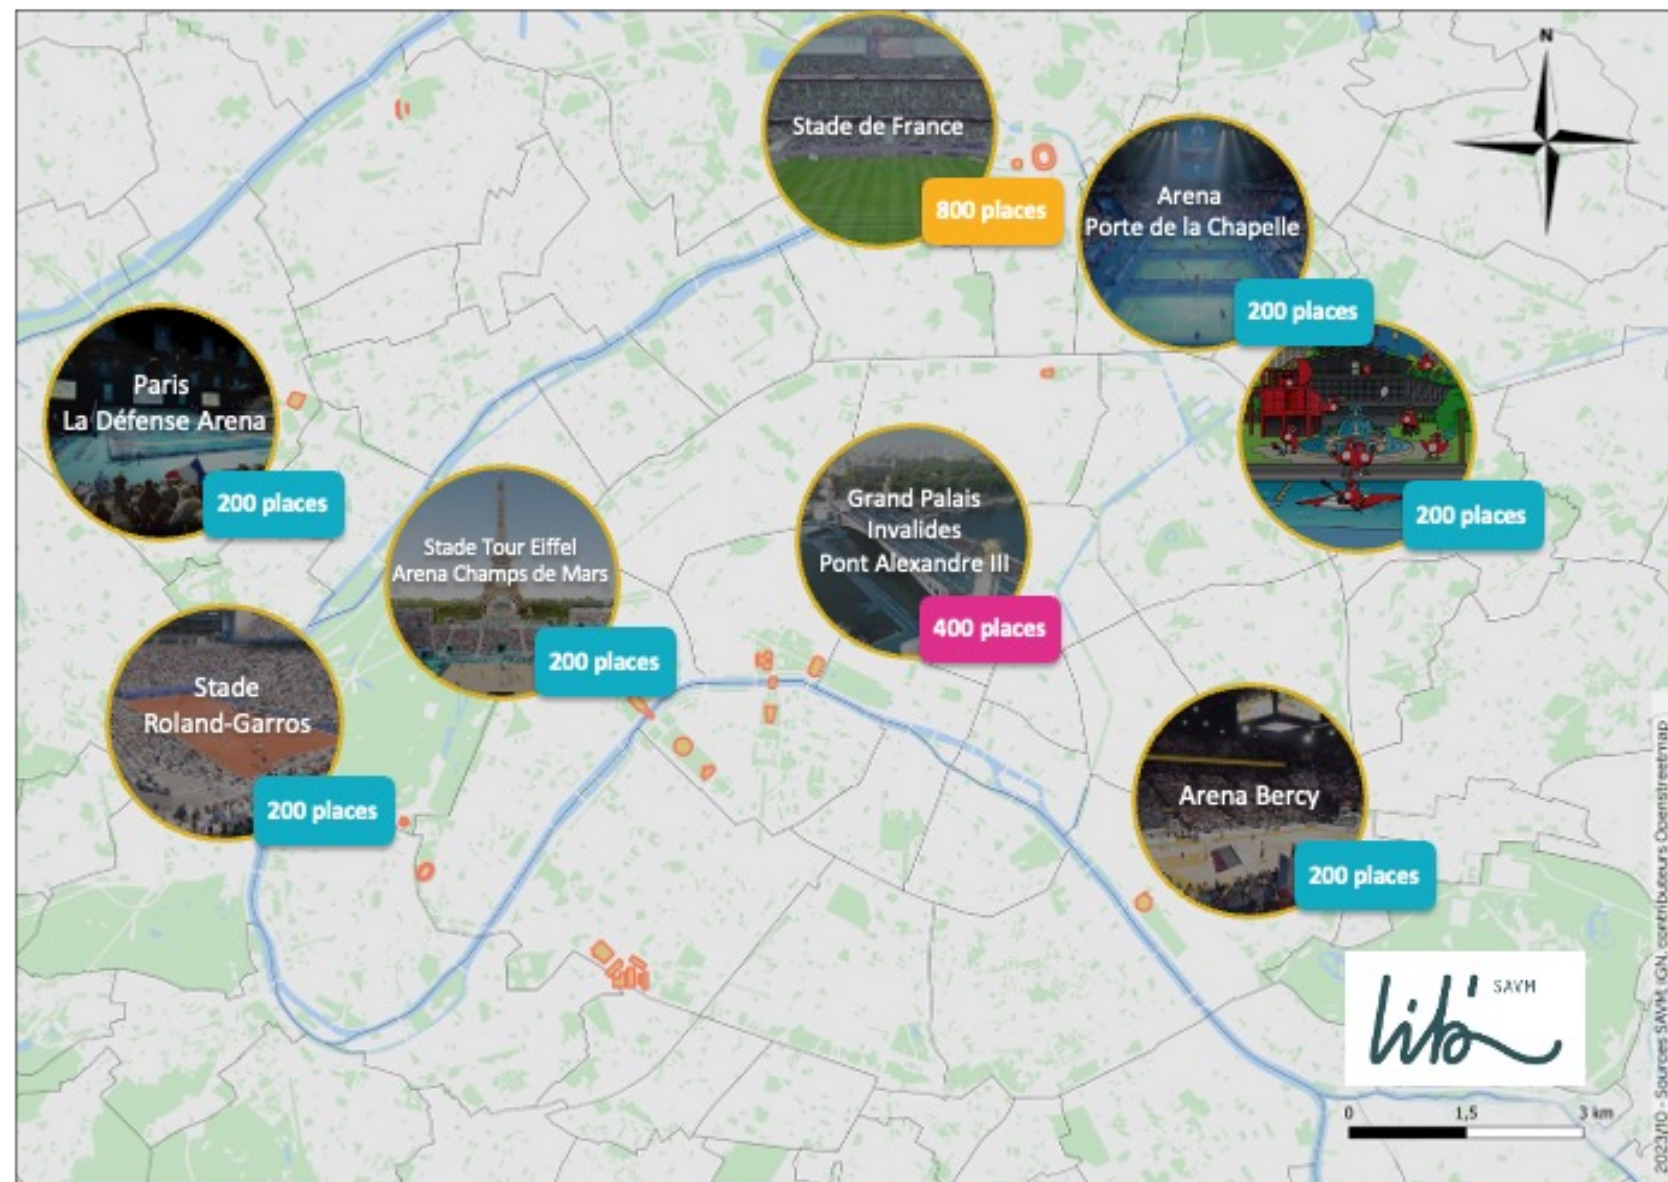 N
Stade de France
800 places
Arena
Porte de la Chapelle
200 places
Paris
La Défense Arena
200 places
200 places
Grand Palais
Invalides
Pont Alexandre III
400 places
Stade Tour Eiffel
Arena Champs de Mars
200 places
Stade
Roland-Garros
200 places
Arena Bercy
200 places
SAVM
lib'
0 1,5 3 km
2023/10 - Sources SAVM, IGN, contributeurs Openstreetmap